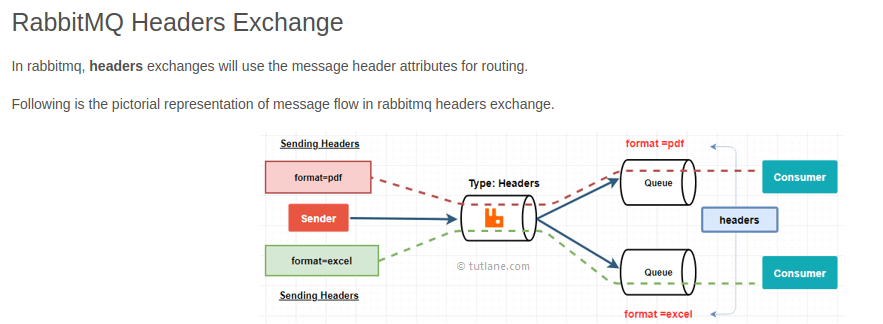 RabbitMQ Headers Exchange
In rabbitmq, headers exchanges will use the message header attributes for routing.
Following is the pictorial representation of message flow in rabbitmq headers exchange.
Sending Headers
format =pdf
format=pdf
Type: Headers
Queue
Consumer
Sender
headers
format=excel
© tutlane.com
Queue
Consumer
Sending Headers
format =excel